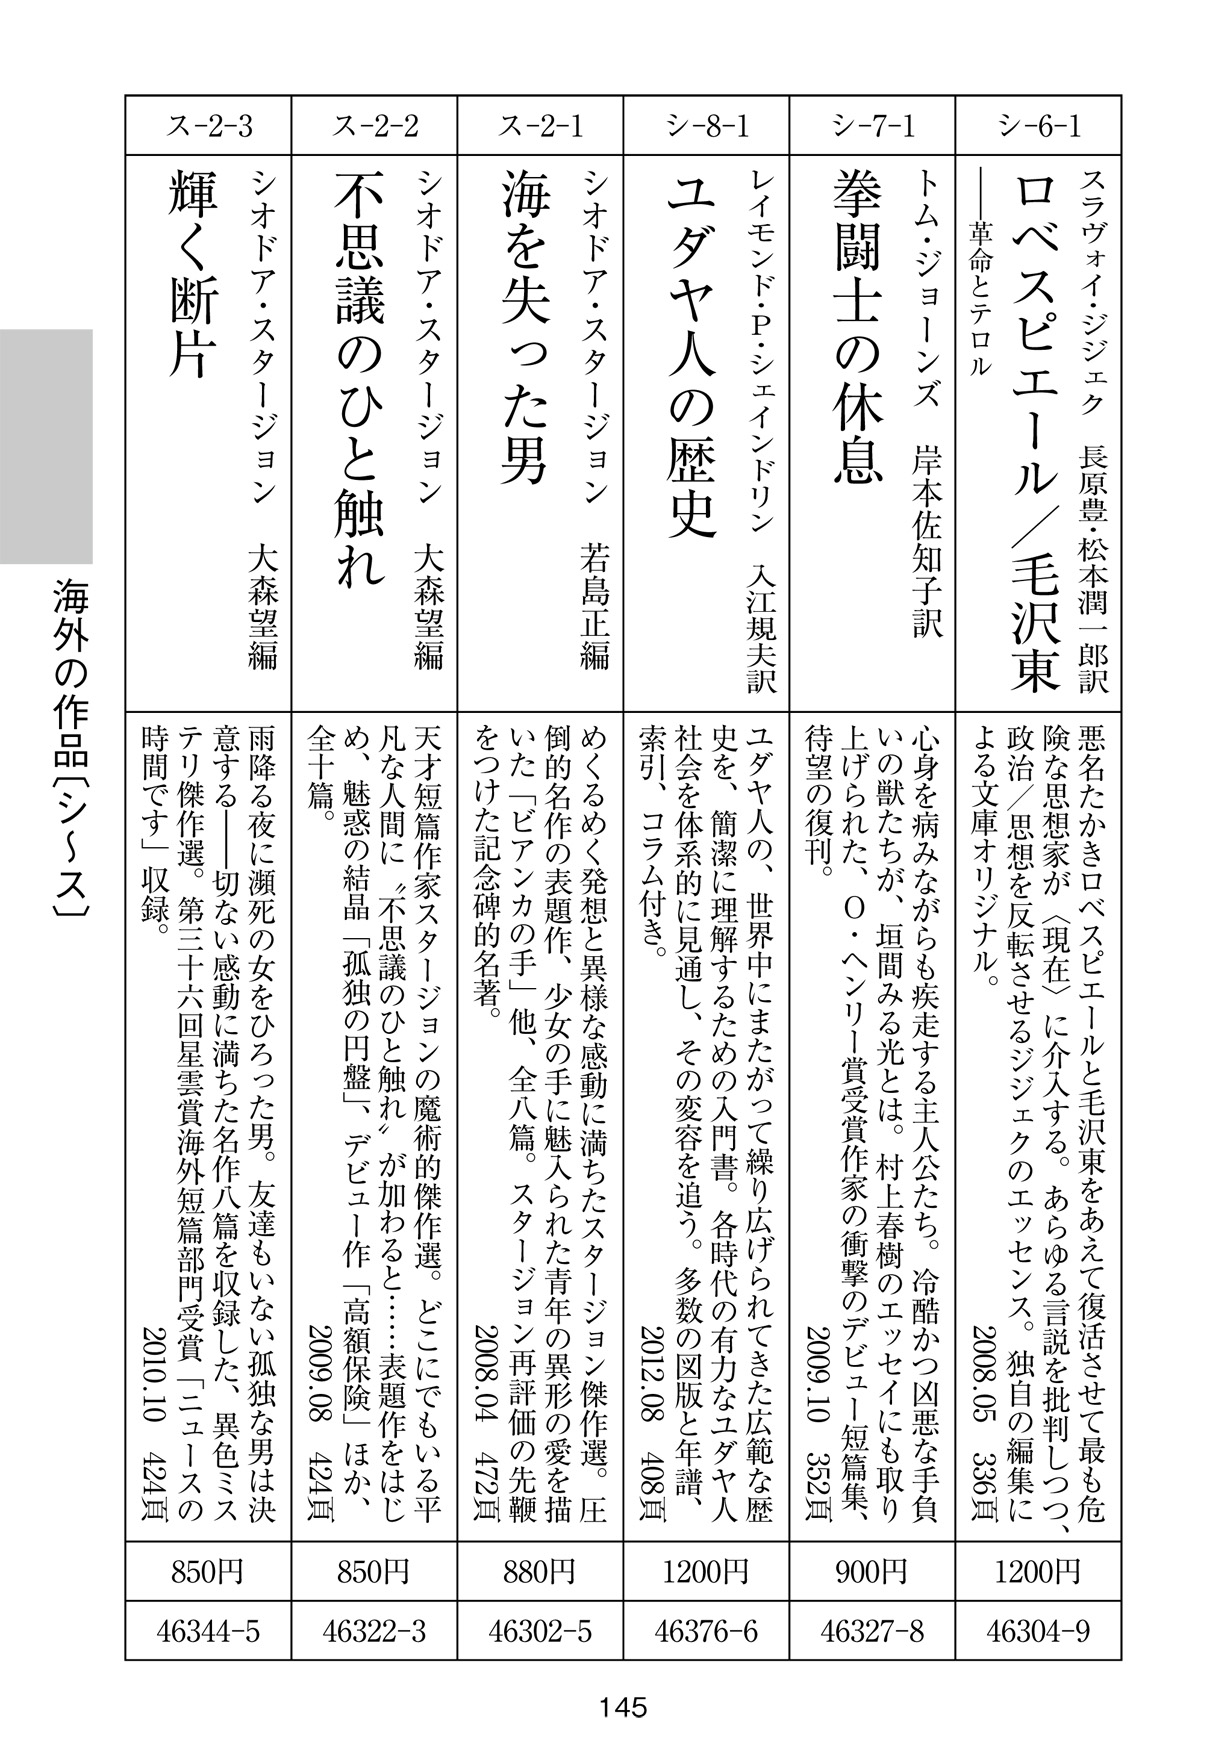 シ-6-1
スラヴォイ・ジジェク　長原豊・松本潤一郎訳
ロベスピエール／毛沢東
――革命とテロル
悪名たかきロベスピエールと毛沢東をあえて復活させて最も危
険な思想家が〈現在〉に介入する。あらゆる言説を批判しつつ、
政治／思想を反転させるジジェクのエッセンス。独自の編集に
よる文庫オリジナル。
2008.05　336頁
1200円
46304-9
シ-7-1
トム・ジョーンズ　岸本佐知子訳
拳闘士の休息
心身を病みながらも疾走する主人公たち。冷酷かつ凶悪な手負
いの獣たちが、垣間みる光とは。村上春樹のエッセイにも取り
上げられた、O・ヘンリー賞受賞作家の衝撃のデビュー短篇集、
待望の復刊。
2009.10　352頁
900円
46327-8
シ-8-1
レイモンド・P・シェインドリン　入江規夫訳
ユダヤ人の歴史
ユダヤ人の、世界中にまたがって繰り広げられてきた広範な歴
史を、簡潔に理解するための入門書。各時代の有力なユダヤ人
社会を体系的に見通し、その変容を追う。多数の図版と年譜、
索引、コラム付き。
2012.08　408頁
1200円
46376-6
ス-2-1
シオドア・スタージョン　若島正編
海を失った男
めくるめく発想と異様な感動に満ちたスタージョン傑作選。圧
倒的名作の表題作、少女の手に魅入られた青年の異形の愛を描
いた「ビアンカの手」他、全八篇。スタージョン再評価の先鞭
をつけた記念碑的名著。
2008.04　472頁
880円
46302-5
ス-2-2
シオドア・スタージョン　大森望編
不思議のひと触れ
天才短篇作家スタージョンの魔術的傑作選。どこにでもいる平
凡な人間に〝不思議のひと触れ〟が加わると……表題作をはじ
め、魅惑の結晶「孤独の円盤」、デビュー作「高額保険」ほか、
全十篇。
2009.08　424頁
850円
46322-3
ス-2-3
シオドア・スタージョン　大森望編
輝く断片
雨降る夜に瀕死の女をひろった男。友達もいない孤独な男は決
意する――切ない感動に満ちた名作八篇を収録した、異色ミス
テリ傑作選。第三十六回星雲賞海外短篇部門受賞「ニュースの
時間です」収録。
2010.10　424頁
850円
46344-5
海外の作品〔シ～ス〕
145